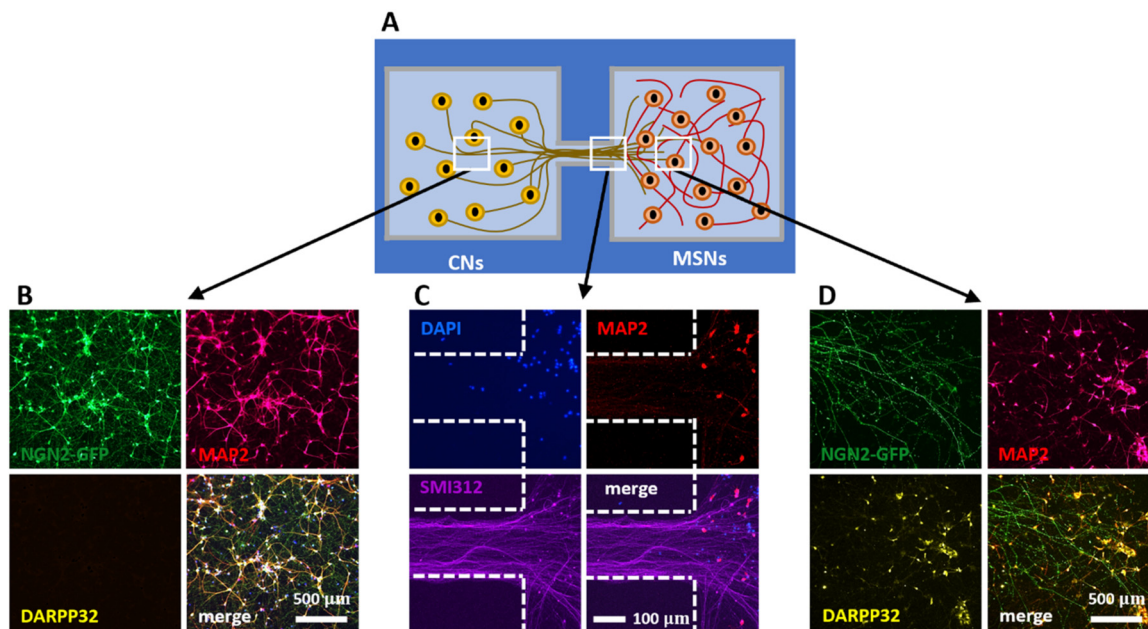 A
CNs
MSNs
B
NGN2-GFP
MAP2
DARPP32
merge
500 µm
C
DAPI
MAP2
SMI312
merge
100 µm
D
NGN2-GFP
MAP2
DARPP32
merge
500 µm